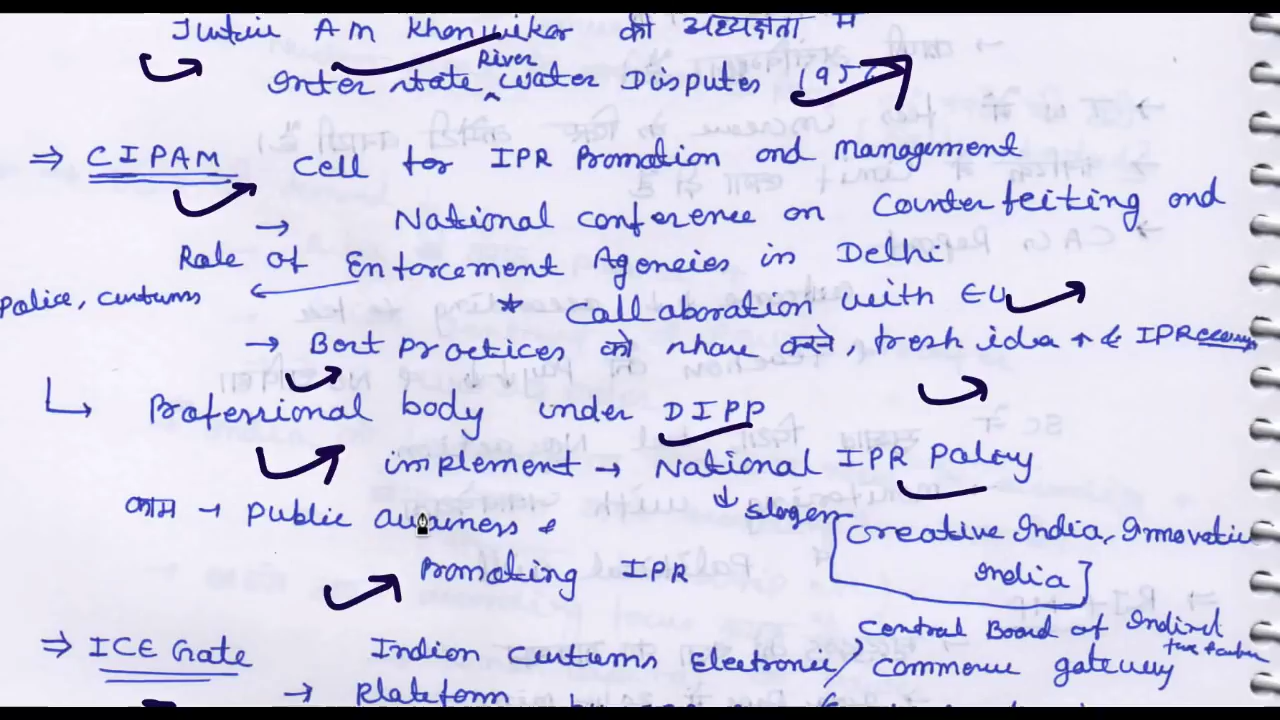 Justice AM Khanwilkar की अध्यक्षता में
Inter state River water Disputes 1956
⇒ CIPAM Cell for IPR Promotion and management
→ National conference on Counterfeiting and
Role of Enforcement Agencies in Delhi
Police, customs * Collaboration with EU
→ Best practices को share करने, fresh idea
Professional body under DIPP
implement → National IPR Policy
काम → Public awarness & ↓ slogen
Creative India, Innovative
Promoting IPR India]
⇒ ICE Gate Indian customs Electronic/ Central Board of Indirect
commerce gateway
→ Plateform